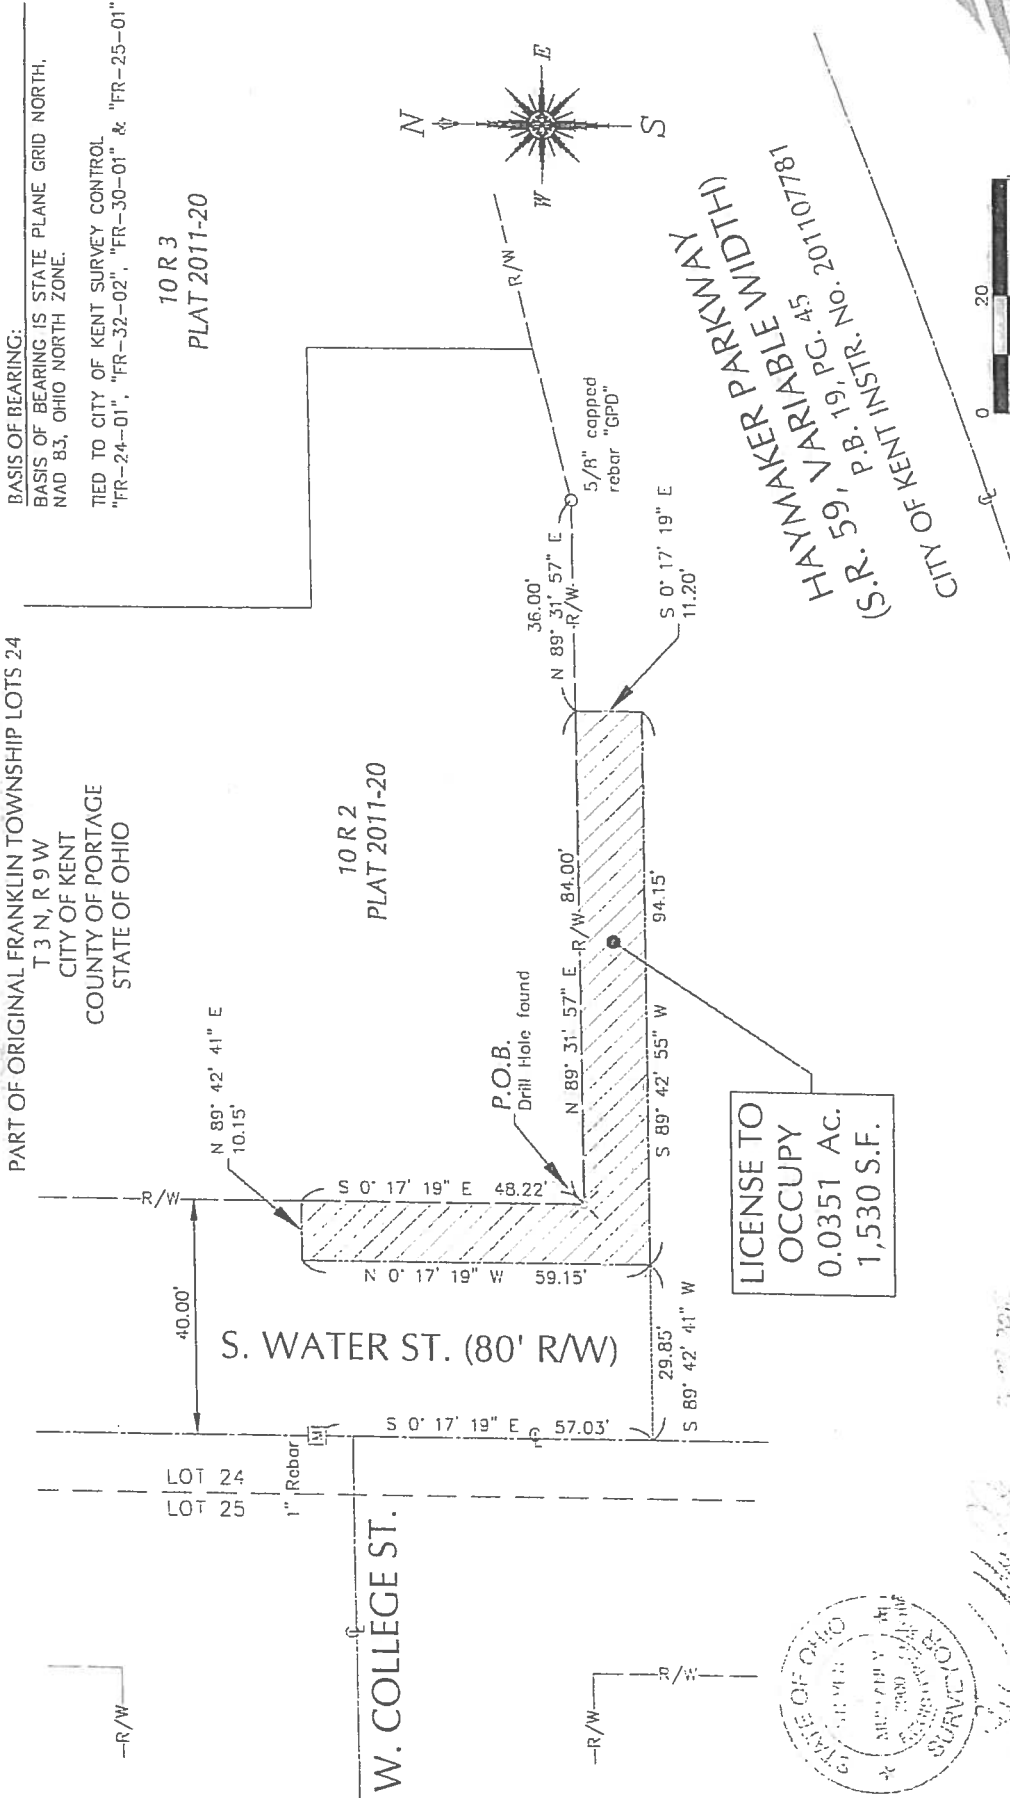 BASIS OF BEARING:
BASIS OF BEARING IS STATE PLANE GRID NORTH,
NAD 83, OHIO NORTH ZONE.
TIED TO CITY OF KENT SURVEY CONTROL
"FR-24-01", "FR-32-02", "FR-30-01" & "FR-25-01"
PART OF ORIGINAL FRANKLIN TOWNSHIP LOTS 24
T 3 N, R 9 W
CITY OF KENT
COUNTY OF PORTAGE
STATE OF OHIO
10 R 3
PLAT 2011-20
N
W
E
S
R/W
10 R 2
PLAT 2011-20
5/8" capped
rebar "GPD"
36.00'
N 89° 31' 57" E
R/W
S 0° 17' 19" E
11.20'
HAYMAKER PARKWAY
(S.R. 59, VARIABLE WIDTH)
P.B. 19, PG. 45
CITY OF KENT INSTR. No. 201107781
0
20
N 89° 42' 41" E
10.15'
P.O.B.
Drill Hole found
N 89° 31' 57" E
R/W
84.00'
S 89° 42' 55" W
94.15'
R/W
S 0° 17' 19" E
48.22'
N 0° 17' 19" W
59.15'
LICENSE TO
OCCUPY
0.0351 Ac.
1,530 S.F.
40.00'
S. WATER ST. (80' R/W)
29.85'
S 89° 42' 41" W
S 0° 17' 19" E
57.03'
M
LOT 24
LOT 25
1" Rebar
W. COLLEGE ST.
R/W
R/W
R/W
STATE OF OHIO
SURVEYOR